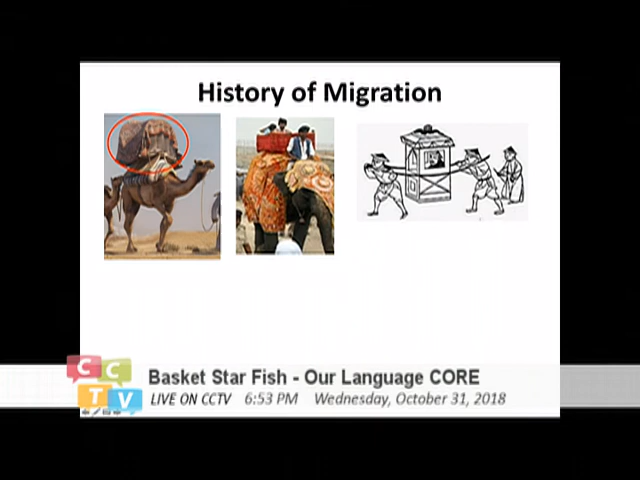 History of Migration
CCTV
Basket Star Fish - Our Language CORE
LIVE ON CCTV 6:53 PM Wednesday, October 31, 2018